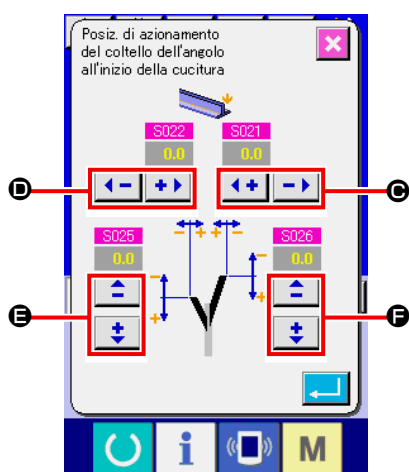 Posiz. di azionamento
del coltello dell'angolo
all'inizio della cucitura
S022 S021
0.0 0.0
D C
S025 S026
0.0 0.0
E F
i M